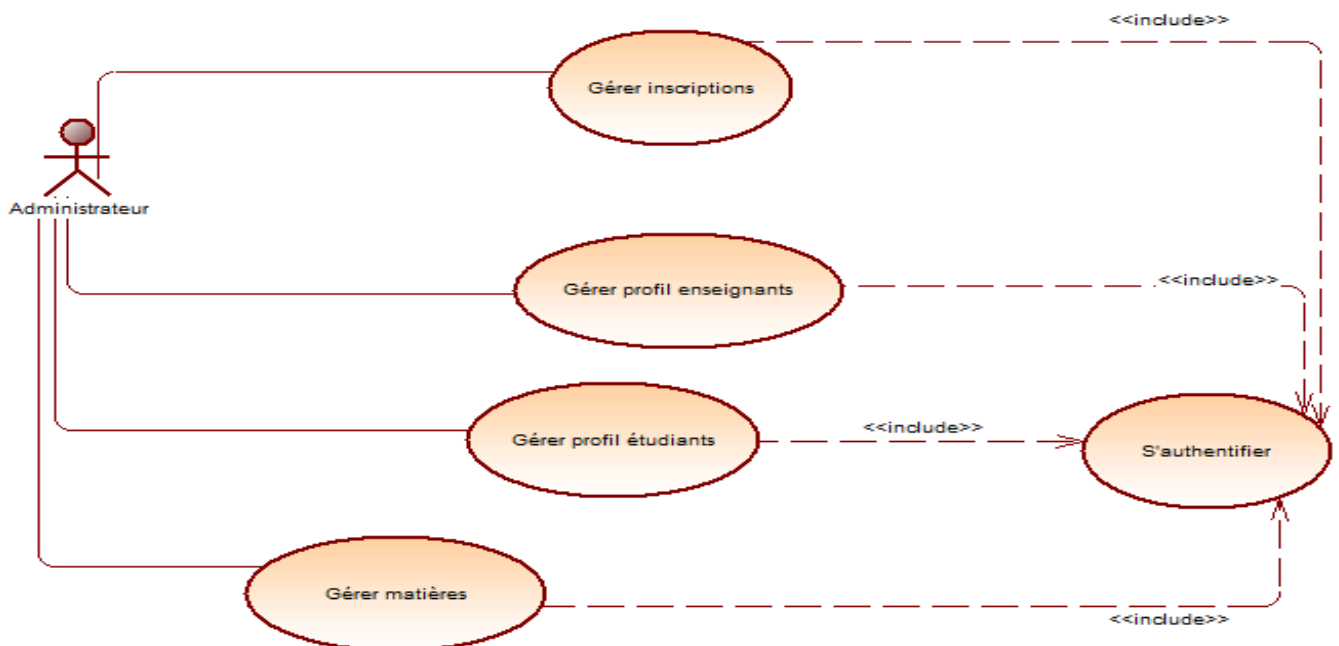 <<include>>
Gérer inscriptions
Administrateur
Gérer profil enseignants
<<include>>
Gérer profil étudiants
<<include>>
S'authentifier
Gérer matières
<<include>>